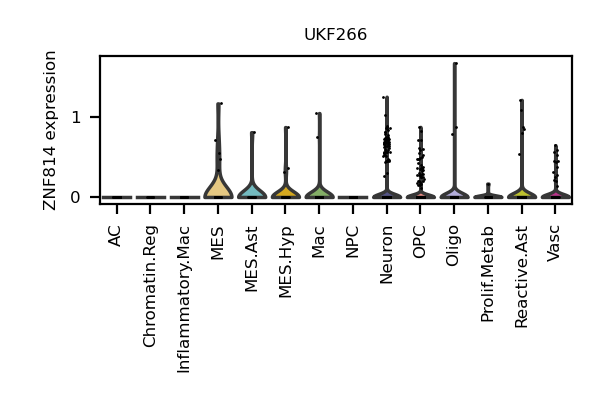 UKF266
ZNF814 expression
1
0
AC
Chromatin.Reg
Inflammatory.Mac
MES
MES.Ast
MES.Hyp
Mac
NPC
Neuron
OPC
Oligo
Prolif.Metab
Reactive.Ast
Vasc